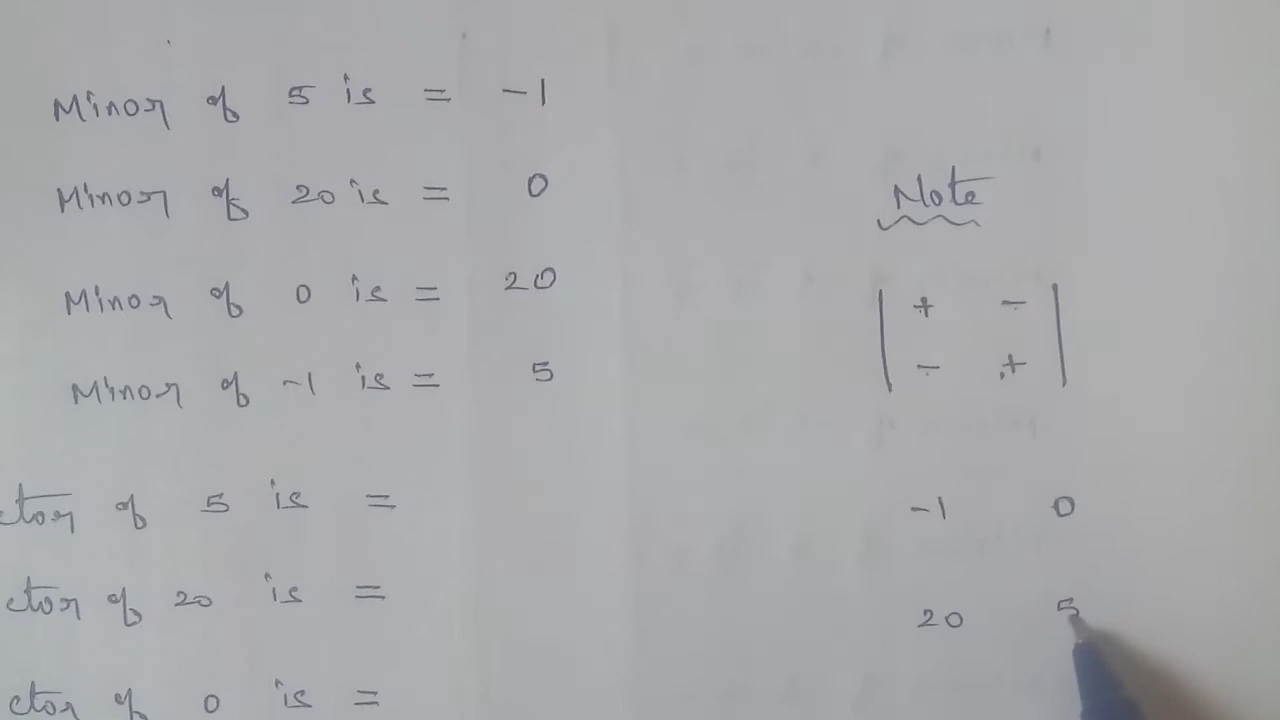 Minor of 5 is = -1
Minor of 20 is = 0
Minor of 0 is = 20
Minor of -1 is = 5
ctor of 5 is =
ctor of 20 is =
ctor of 0 is =
Note
| + - |
| - + |
-1 0
20 5